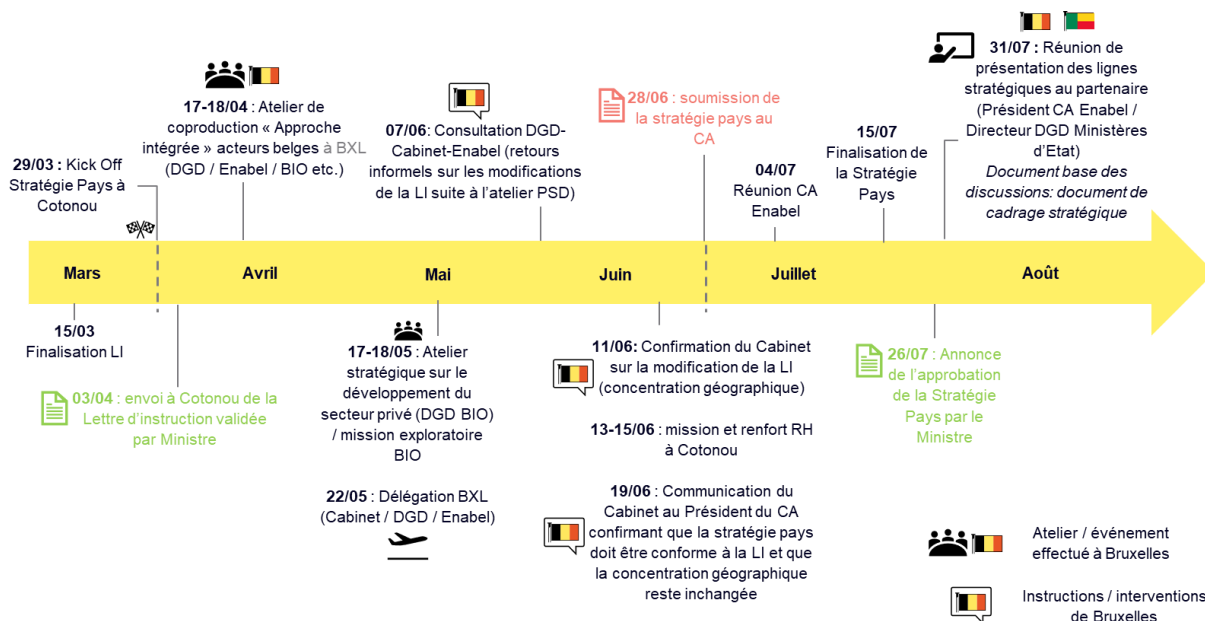 29/03 : Kick Off
Stratégie Pays à
Cotonou
17-18/04 : Atelier de
coproduction « Approche
intégrée » acteurs belges à BXL
(DGD / Enabel / BIO etc.)
07/06: Consultation DGD-
Cabinet-Enabel (retours
informels sur les modifications
de la LI suite à l’atelier PSD)
28/06 : soumission de
la stratégie pays au
CA
04/07
Réunion CA
Enabel
15/07
Finalisation de
la Stratégie
Pays
31/07 : Réunion de
présentation des lignes
stratégiques au partenaire
(Président CA Enabel /
Directeur DGD Ministères
d’Etat)
Document base des
discussions: document de
cadrage stratégique
Mars
Avril
Mai
Juin
Juillet
Août
15/03
Finalisation LI
03/04 : envoi à Cotonou de la
Lettre d’instruction validée
par Ministre
17-18/05 : Atelier
stratégique sur le
développement du
secteur privé (DGD BIO)
/ mission exploratoire
BIO
22/05 : Délégation BXL
(Cabinet / DGD / Enabel)
11/06: Confirmation du Cabinet
sur la modification de la LI
(concentration géographique)
13-15/06 : mission et renfort RH
à Cotonou
19/06 : Communication du
Cabinet au Président du CA
confirmant que la stratégie pays
doit être conforme à la LI et que
la concentration géographique
reste inchangée
26/07 : Annonce
de l’approbation
de la Stratégie
Pays par le
Ministre
Atelier / événement
effectué à Bruxelles
Instructions / interventions
de Bruxelles